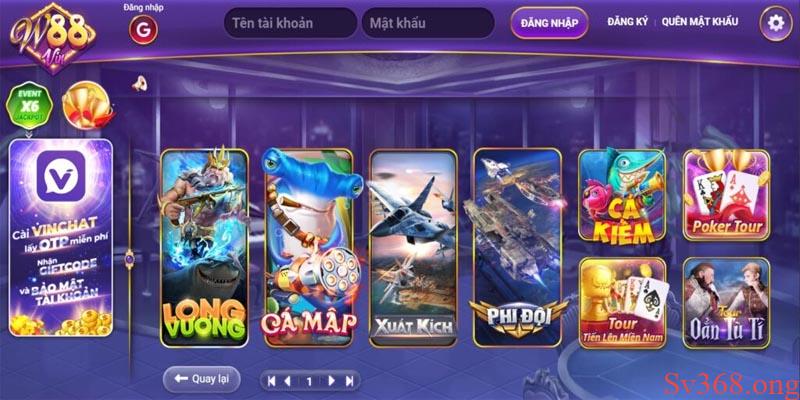 W88
Vin
Đăng nhập
G
Tên tài khoản
Mật khẩu
ĐĂNG NHẬP
ĐĂNG KÝ
QUÊN MẬT KHẨU
EVENT
X6
JACKPOT
V
Cài VINCHAT
lấy OTP miễn phí
Nhận
GIFTCODE
và BẢO MẬT
TÀI KHOẢN
LONG
VƯƠNG
CÁ MẬP
XUẤT KÍCH
PHI ĐỘI
CÁ
KIẾM
Poker Tour
Tour
Tiến Lên Miền Nam
Tour
Oẳn Tù Tì
Quay lại
1
Sv368.ong